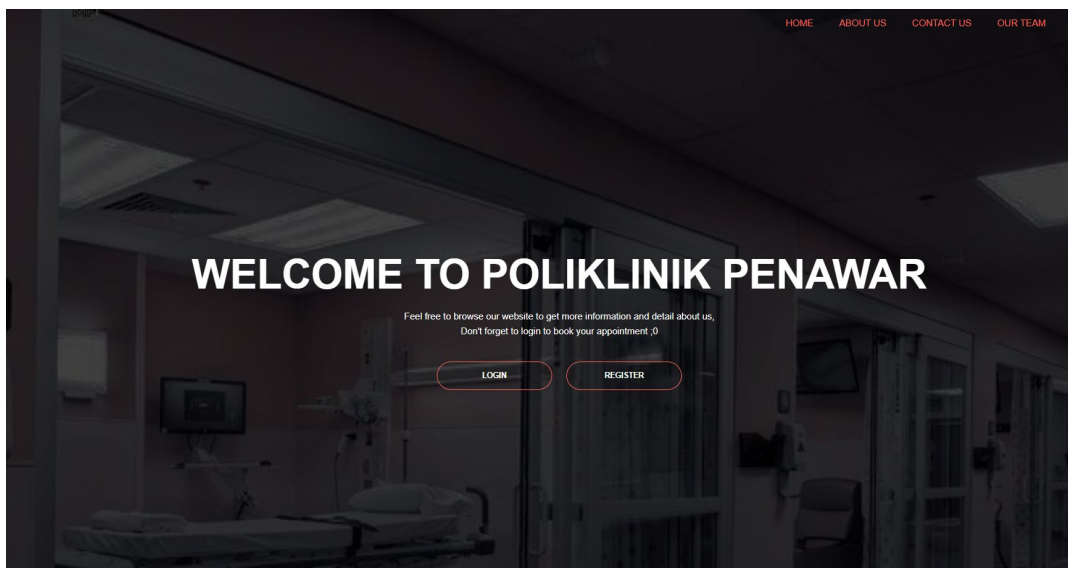 HOME ABOUT US CONTACT US OUR TEAM
WELCOME TO POLIKLINIK PENAWAR
Feel free to browse our website to get more information and detail about us,
Don't forget to login to book your appointment ;0
LOGIN REGISTER